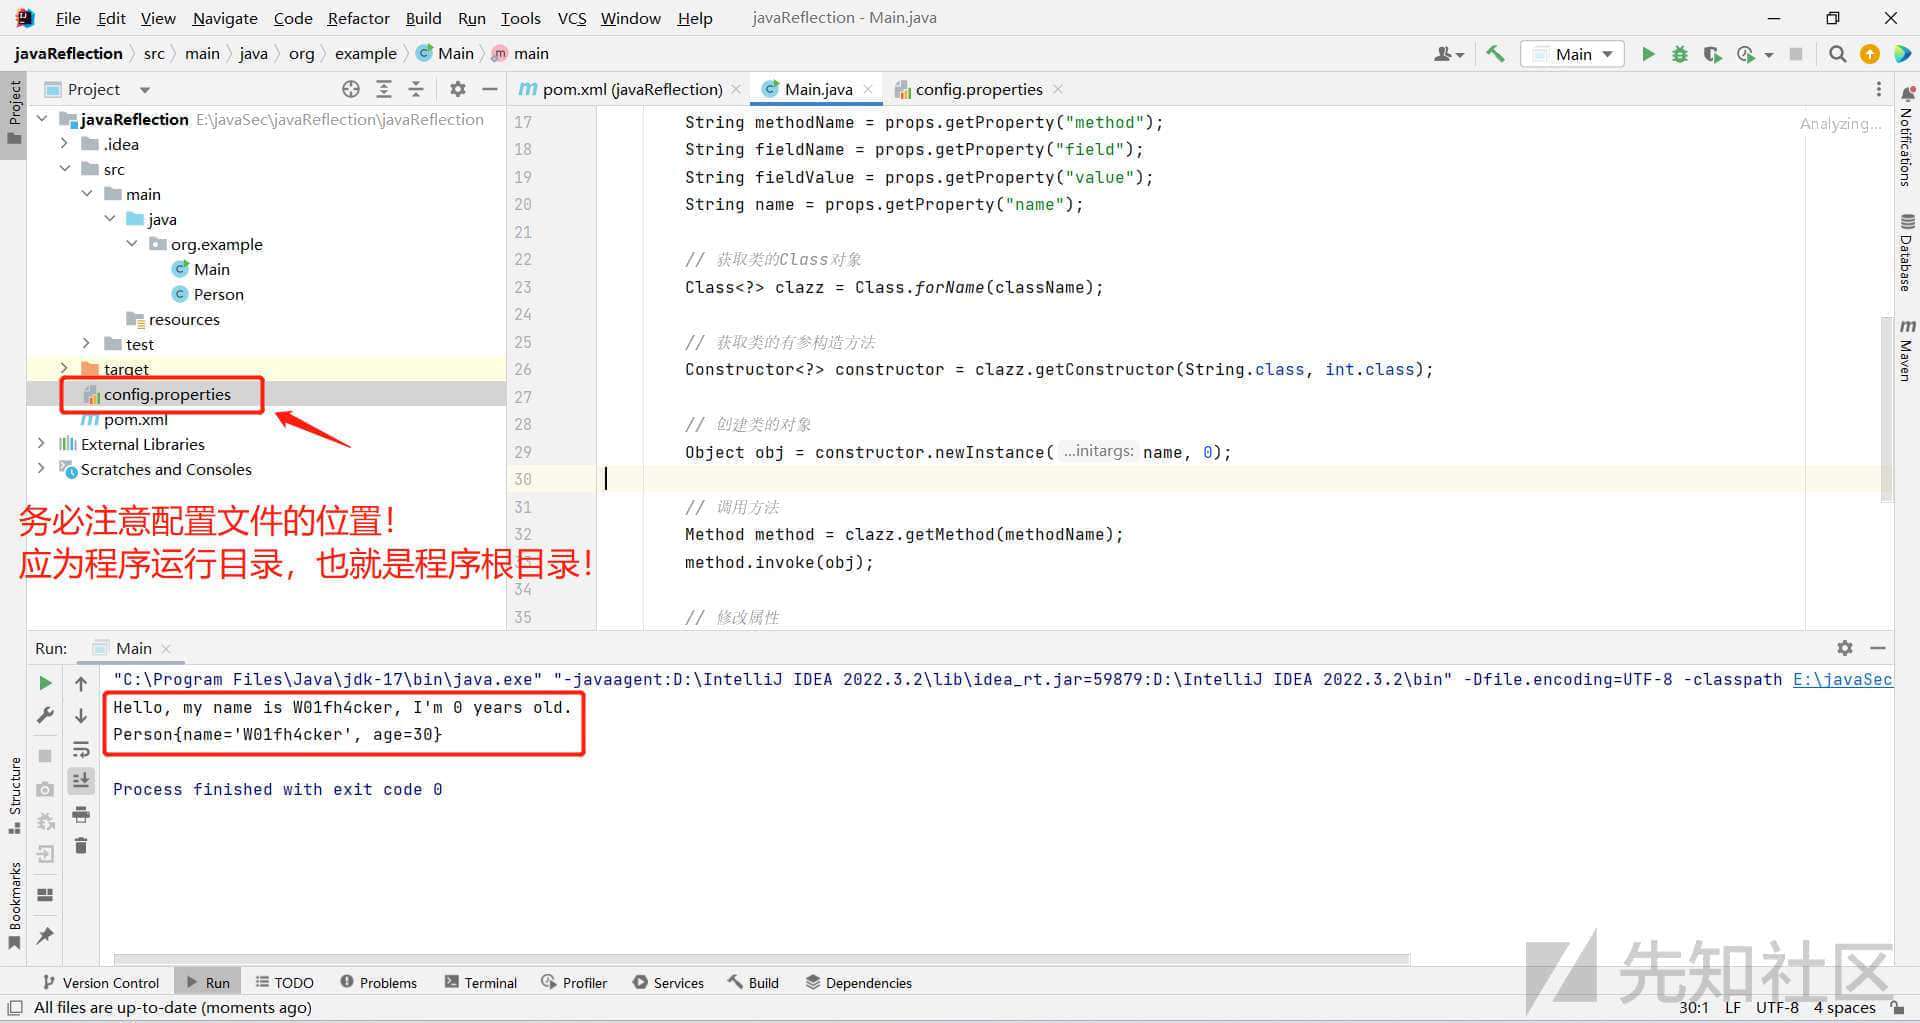 File Edit View Navigate Code Refactor Build Run Tools VCS Window Help javaReflection - Main.java
javaReflection src main java org example Main main
Main
Project
pom.xml (javaReflection) Main.java config.properties
javaReflection E:\javaSec\javaReflection\javaReflection
.idea
src
main
java
org.example
Main
Person
resources
test
target
config.properties
pom.xml
External Libraries
Scratches and Consoles
务必注意配置文件的位置!
应为程序运行目录，也就是程序根目录!
Analyzing...
17 String methodName = props.getProperty("method");
18 String fieldName = props.getProperty("field");
19 String fieldValue = props.getProperty("value");
20 String name = props.getProperty("name");
21
22 // 获取类的Class对象
23 Class<?> clazz = Class.forName(className);
24
25 // 获取类的有参构造方法
26 Constructor<?> constructor = clazz.getConstructor(String.class, int.class);
27
28 // 创建类的对象
29 Object obj = constructor.newInstance( ...initargs: name, 0);
30
31 // 调用方法
32 Method method = clazz.getMethod(methodName);
33 method.invoke(obj);
34
35 // 修改属性
Project
Structure
Bookmarks
Notifications
Database
Maven
Run: Main
"C:\Program Files\Java\jdk-17\bin\java.exe" "-javaagent:D:\IntelliJ IDEA 2022.3.2\lib\idea_rt.jar=59879:D:\IntelliJ IDEA 2022.3.2\bin" -Dfile.encoding=UTF-8 -classpath E:\javaSec
Hello, my name is W01fh4cker, I'm 0 years old.
Person{name='W01fh4cker', age=30}
Process finished with exit code 0
Version Control Run TODO Problems Terminal Profiler Services Build Dependencies
All files are up-to-date (moments ago)
30:1 LF UTF-8 4 spaces
先知社区